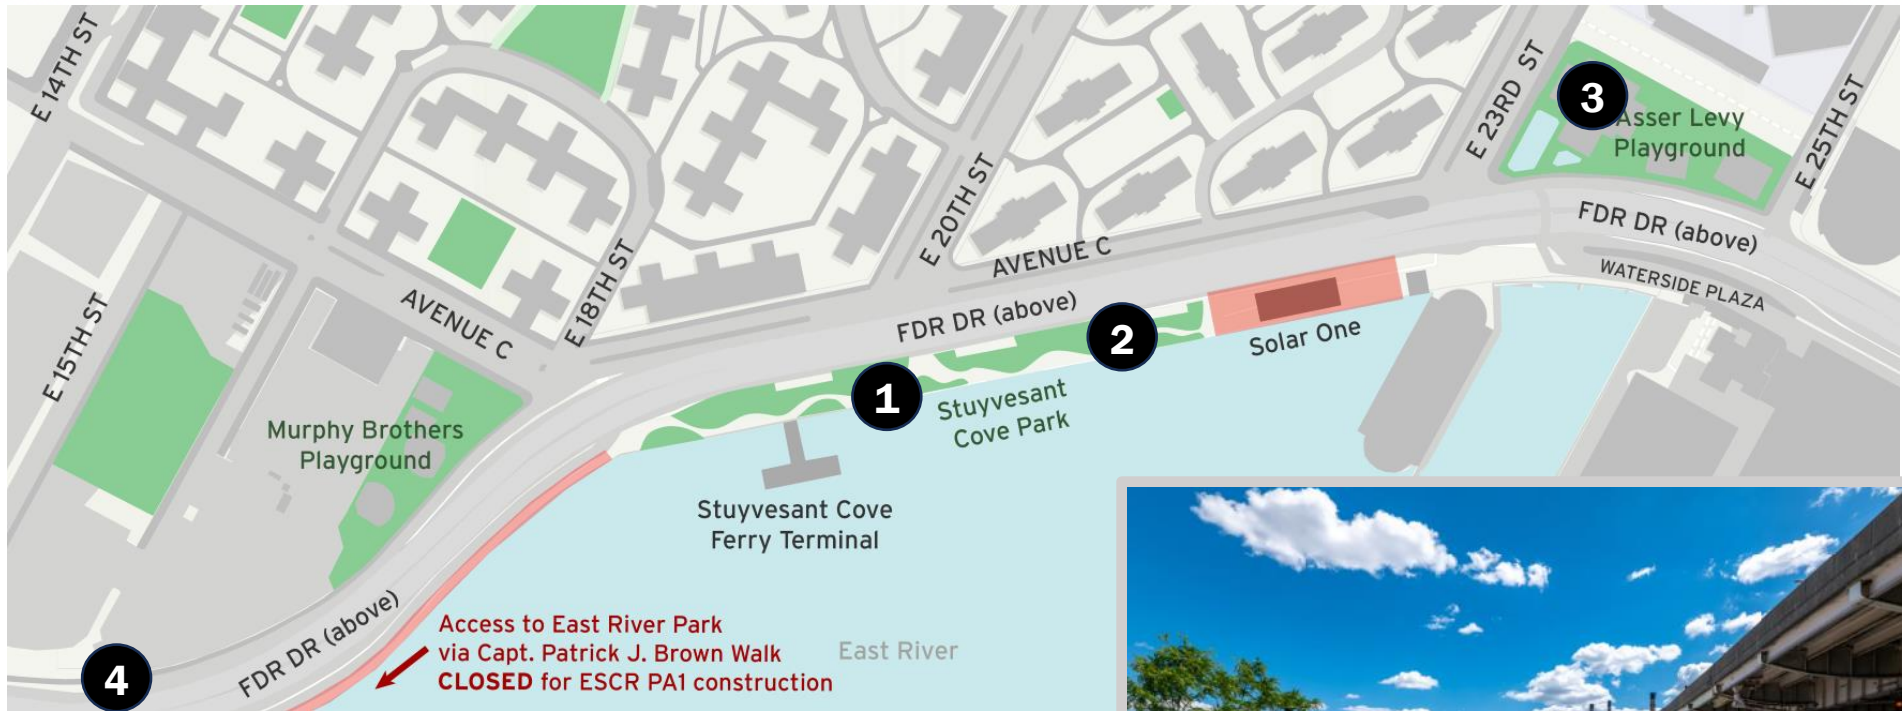 E 14TH ST
E 23RD ST
3
Asser Levy
Playground
E 25TH ST
E 20TH ST
AVENUE C
FDR DR (above)
WATERSIDE PLAZA
E 15TH ST
AVENUE C
E 18TH ST
FDR DR (above)
2
Solar One
1
Stuyvesant
Cove Park
Murphy Brothers
Playground
Stuyvesant Cove
Ferry Terminal
FDR DR (above)
Access to East River Park
via Capt. Patrick J. Brown Walk
CLOSED for ESCR PA1 construction
East River
4